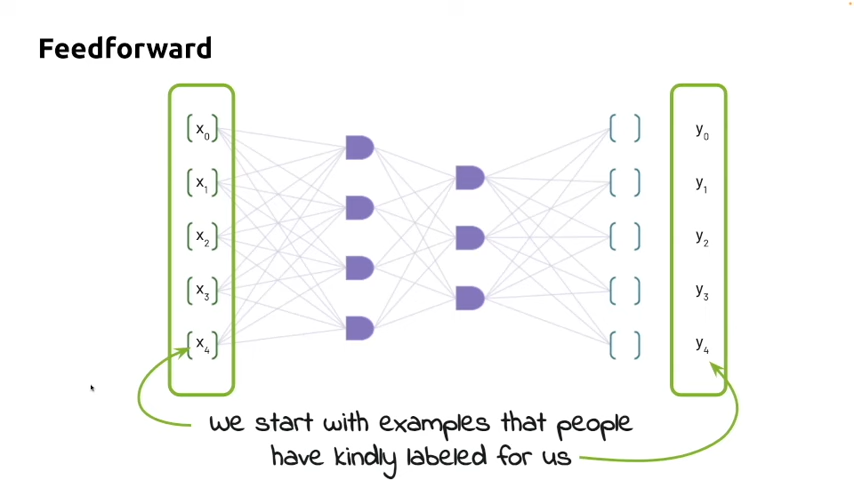 Feedforward
[x₀] [ ] y₀
[x₁] [ ] y₁
[x₂] [ ] y₂
[x₃] [ ] y₃
[x₄] [ ] y₄
we start with examples that people
have kindly labeled for us